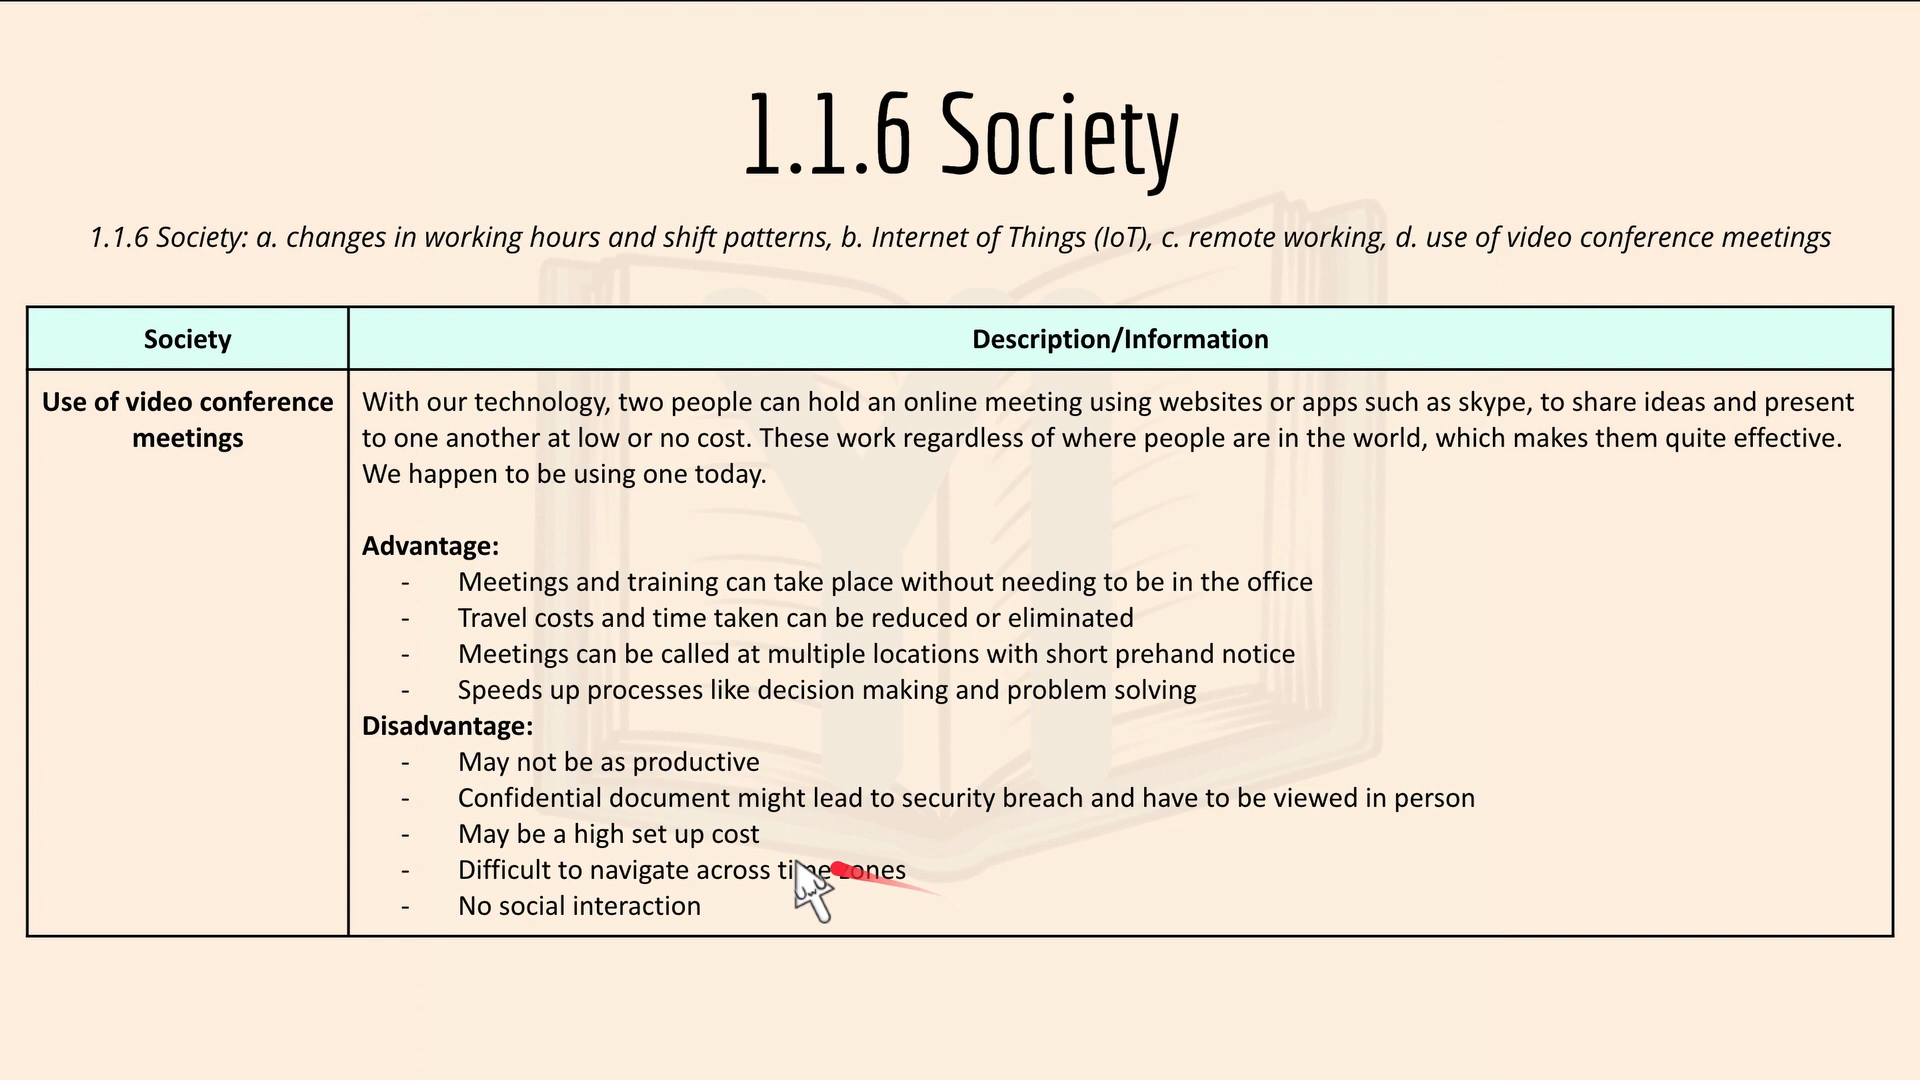 1.1.6 Society
1.1.6 Society: a. changes in working hours and shift patterns, b. Internet of Things (IoT), c. remote working, d. use of video conference meetings
Society
Description/Information
Use of video conference
meetings
With our technology, two people can hold an online meeting using websites or apps such as skype, to share ideas and present
to one another at low or no cost. These work regardless of where people are in the world, which makes them quite effective.
We happen to be using one today.
Advantage:
- Meetings and training can take place without needing to be in the office
- Travel costs and time taken can be reduced or eliminated
- Meetings can be called at multiple locations with short prehand notice
- Speeds up processes like decision making and problem solving
Disadvantage:
- May not be as productive
- Confidential document might lead to security breach and have to be viewed in person
- May be a high set up cost
- Difficult to navigate across time zones
- No social interaction